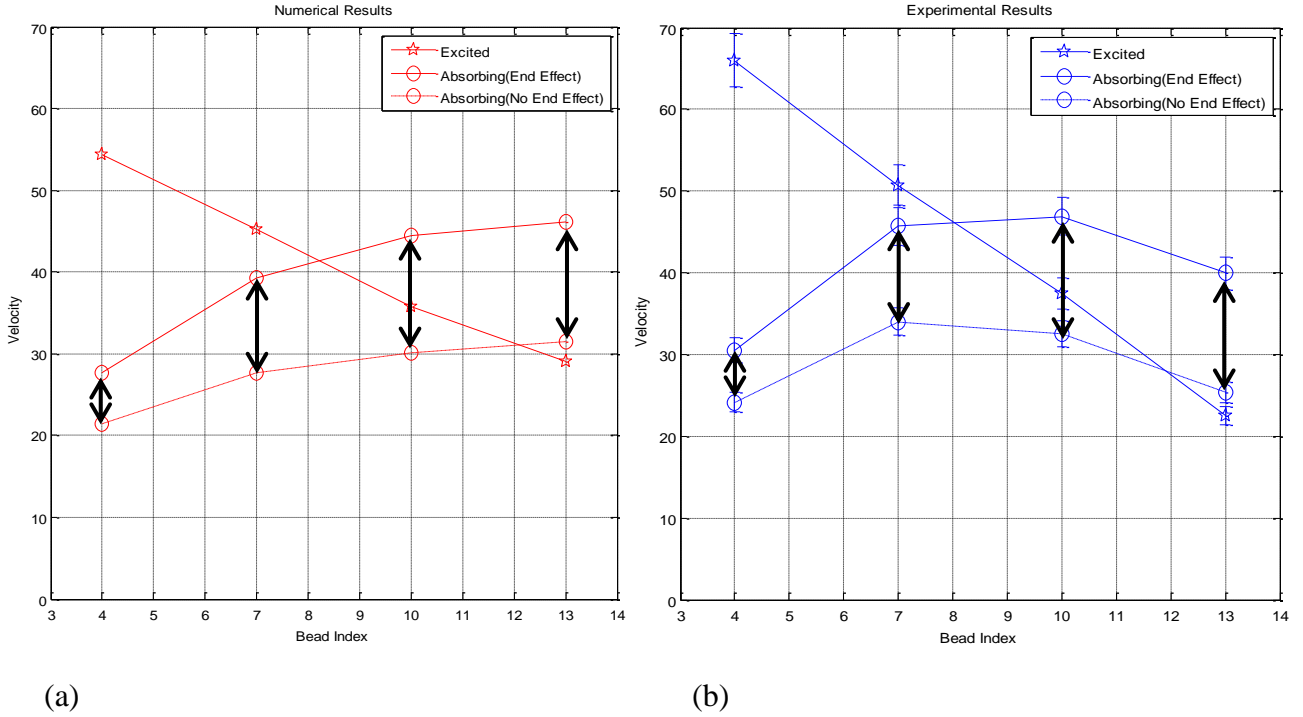 Numerical Results
70
60
50
40
30
20
10
0
Velocity
3 4 5 6 7 8 9 10 11 12 13 14
Bead Index
Excited
Absorbing(End Effect)
Absorbing(No End Effect)
(a)
Experimental Results
70
60
50
40
30
20
10
0
Velocity
3 4 5 6 7 8 9 10 11 12 13 14
Bead Index
Excited
Absorbing(End Effect)
Absorbing(No End Effect)
(b)